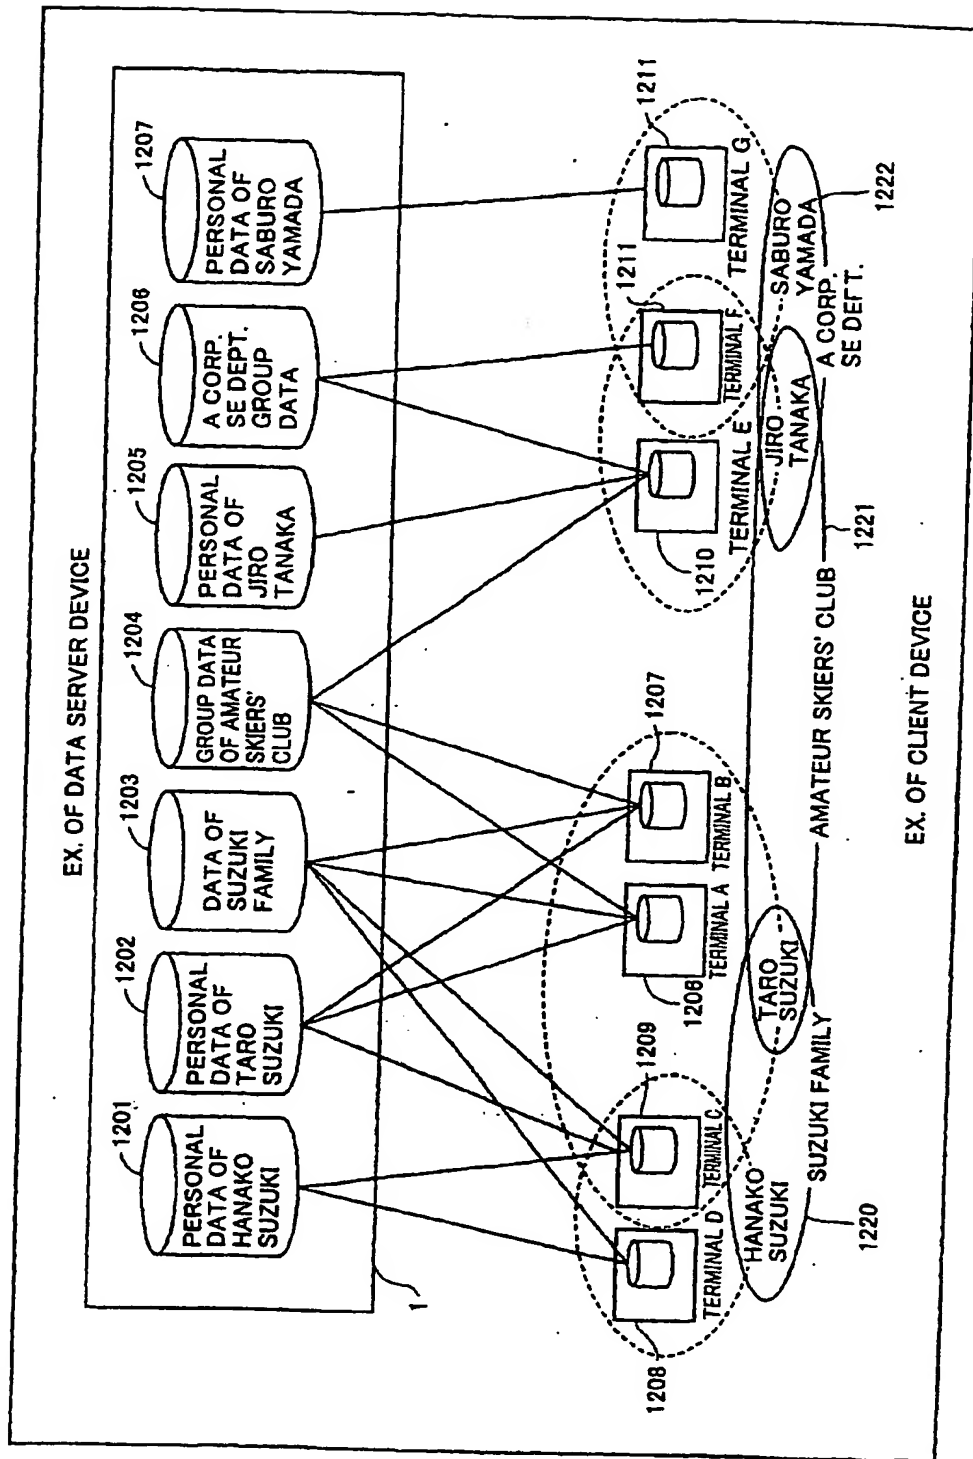 EX. OF DATA SERVER DEVICE
1201
1202
1203
1204
1205
1206
1207
PERSONAL
DATA OF
HANAKO
SUZUKI
PERSONAL
DATA OF
TARO
SUZUKI
DATA OF
SUZUKI
FAMILY
GROUP DATA
OF AMATEUR
SKIERS'
CLUB
PERSONAL
DATA OF
JIRO
TANAKA
A CORP.
SE DEPT.
GROUP
DATA
PERSONAL
DATA OF
SABURO
YAMADA
1
1208
TERMINAL D
1209
TERMINAL C
1206
TERMINAL A
1207
TERMINAL B
1210
TERMINAL E
1211
TERMINAL F
1211
TERMINAL G
HANAKO
SUZUKI
TARO
SUZUKI
JIRO
TANAKA
SABURO
YAMADA
1220
SUZUKI FAMILY
AMATEUR SKIERS' CLUB
1221
A CORP.
SE DEFT.
1222
EX. OF CLIENT DEVICE